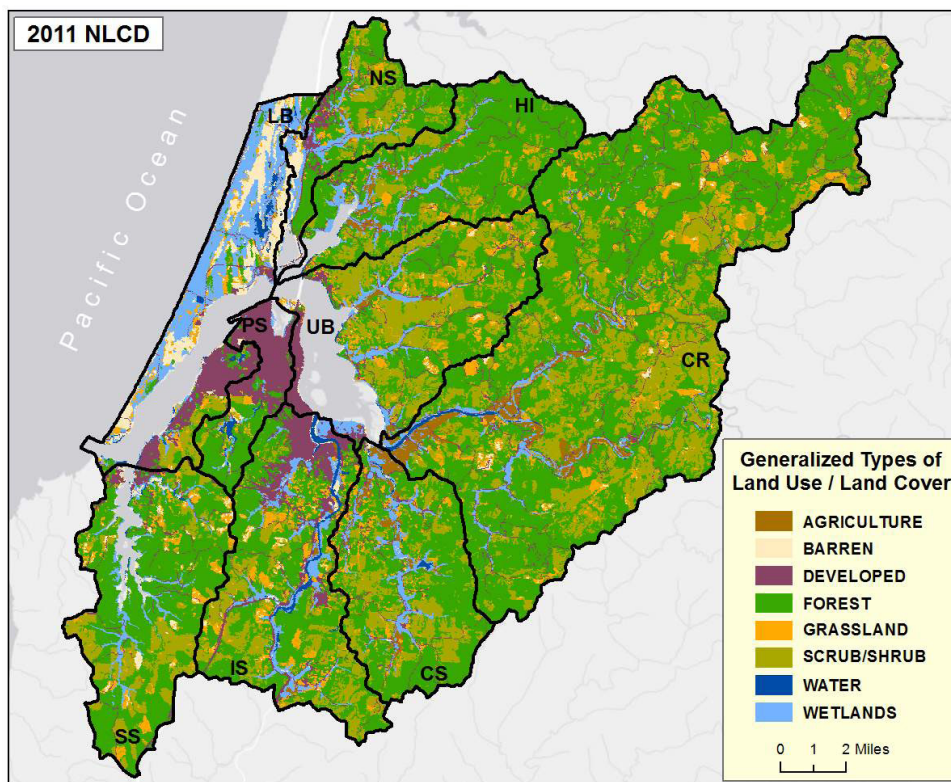 2011 NLCD
NS
HI
LB
Pacific Ocean
PS
UB
CR
IS
CS
SS
Generalized Types of
Land Use / Land Cover
AGRICULTURE
BARREN
DEVELOPED
FOREST
GRASSLAND
SCRUB/SHRUB
WATER
WETLANDS
0 1 2 Miles